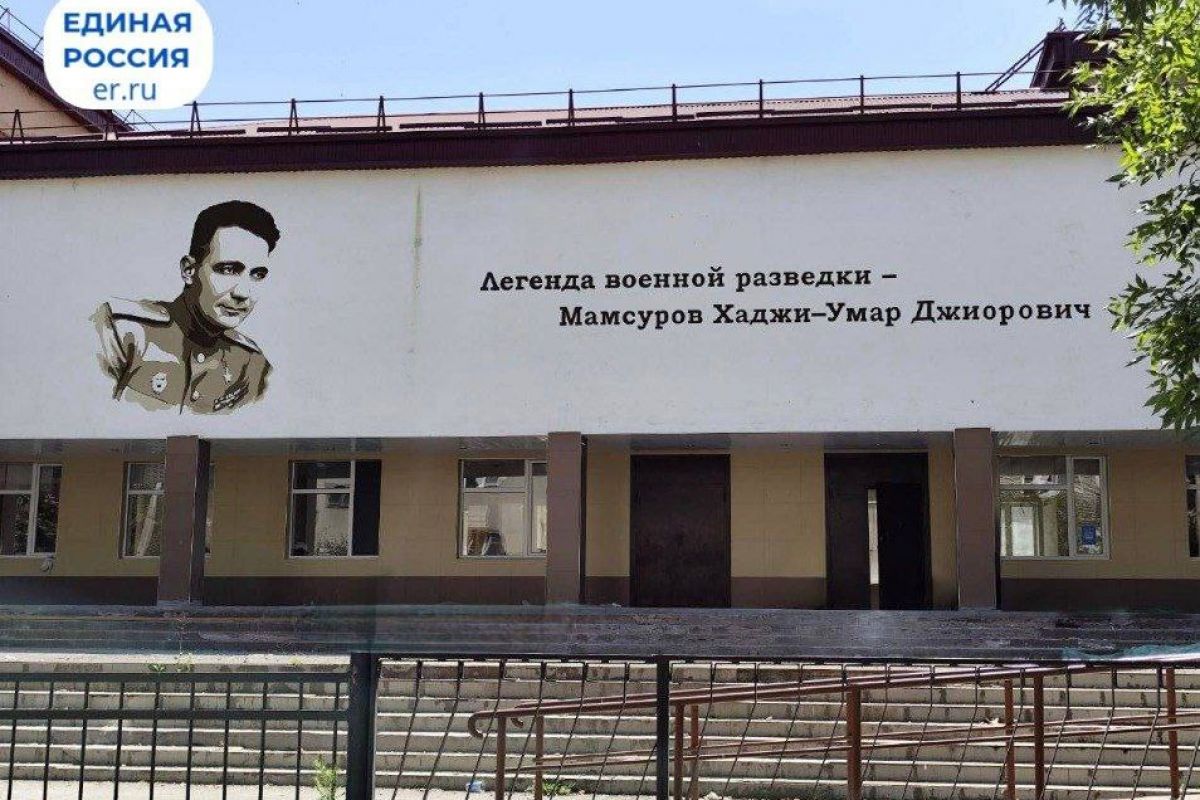 ЕДИНАЯ
РОССИЯ
er.ru
Легенда военной разведки –
Мамсуров Хаджи–Умар Джиорович